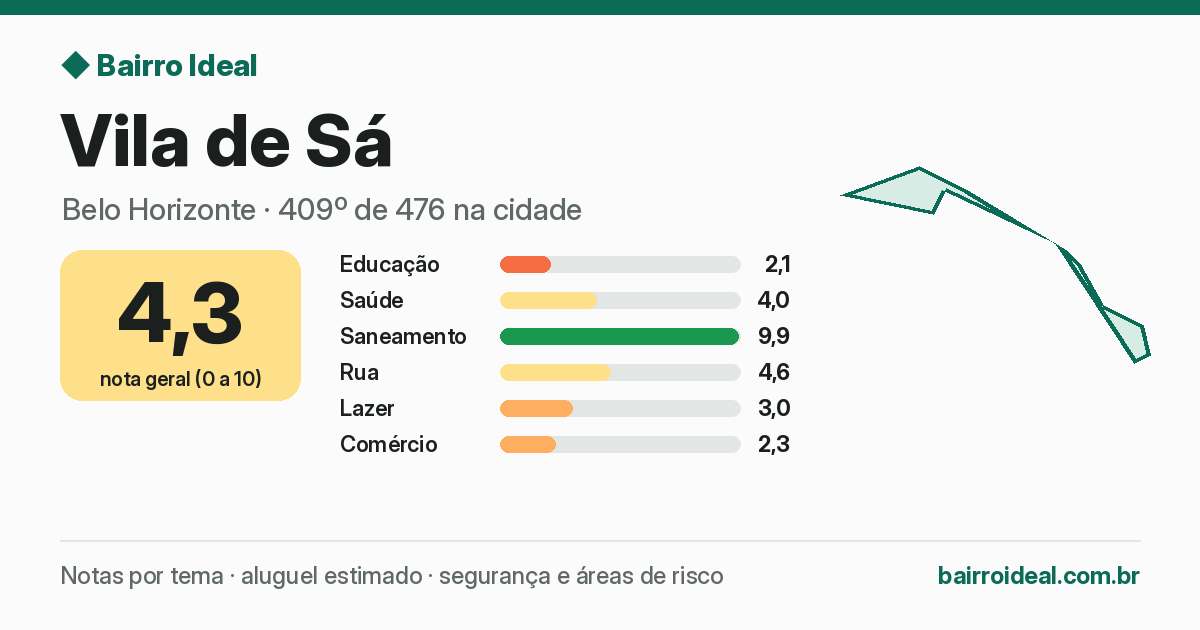 Bairro Ideal
Vila de Sá
Belo Horizonte · 409º de 476 na cidade
4,3
nota geral (0 a 10)
Educação 2,1
Saúde 4,0
Saneamento 9,9
Rua 4,6
Lazer 3,0
Comércio 2,3
Notas por tema · aluguel estimado · segurança e áreas de risco
bairroideal.com.br